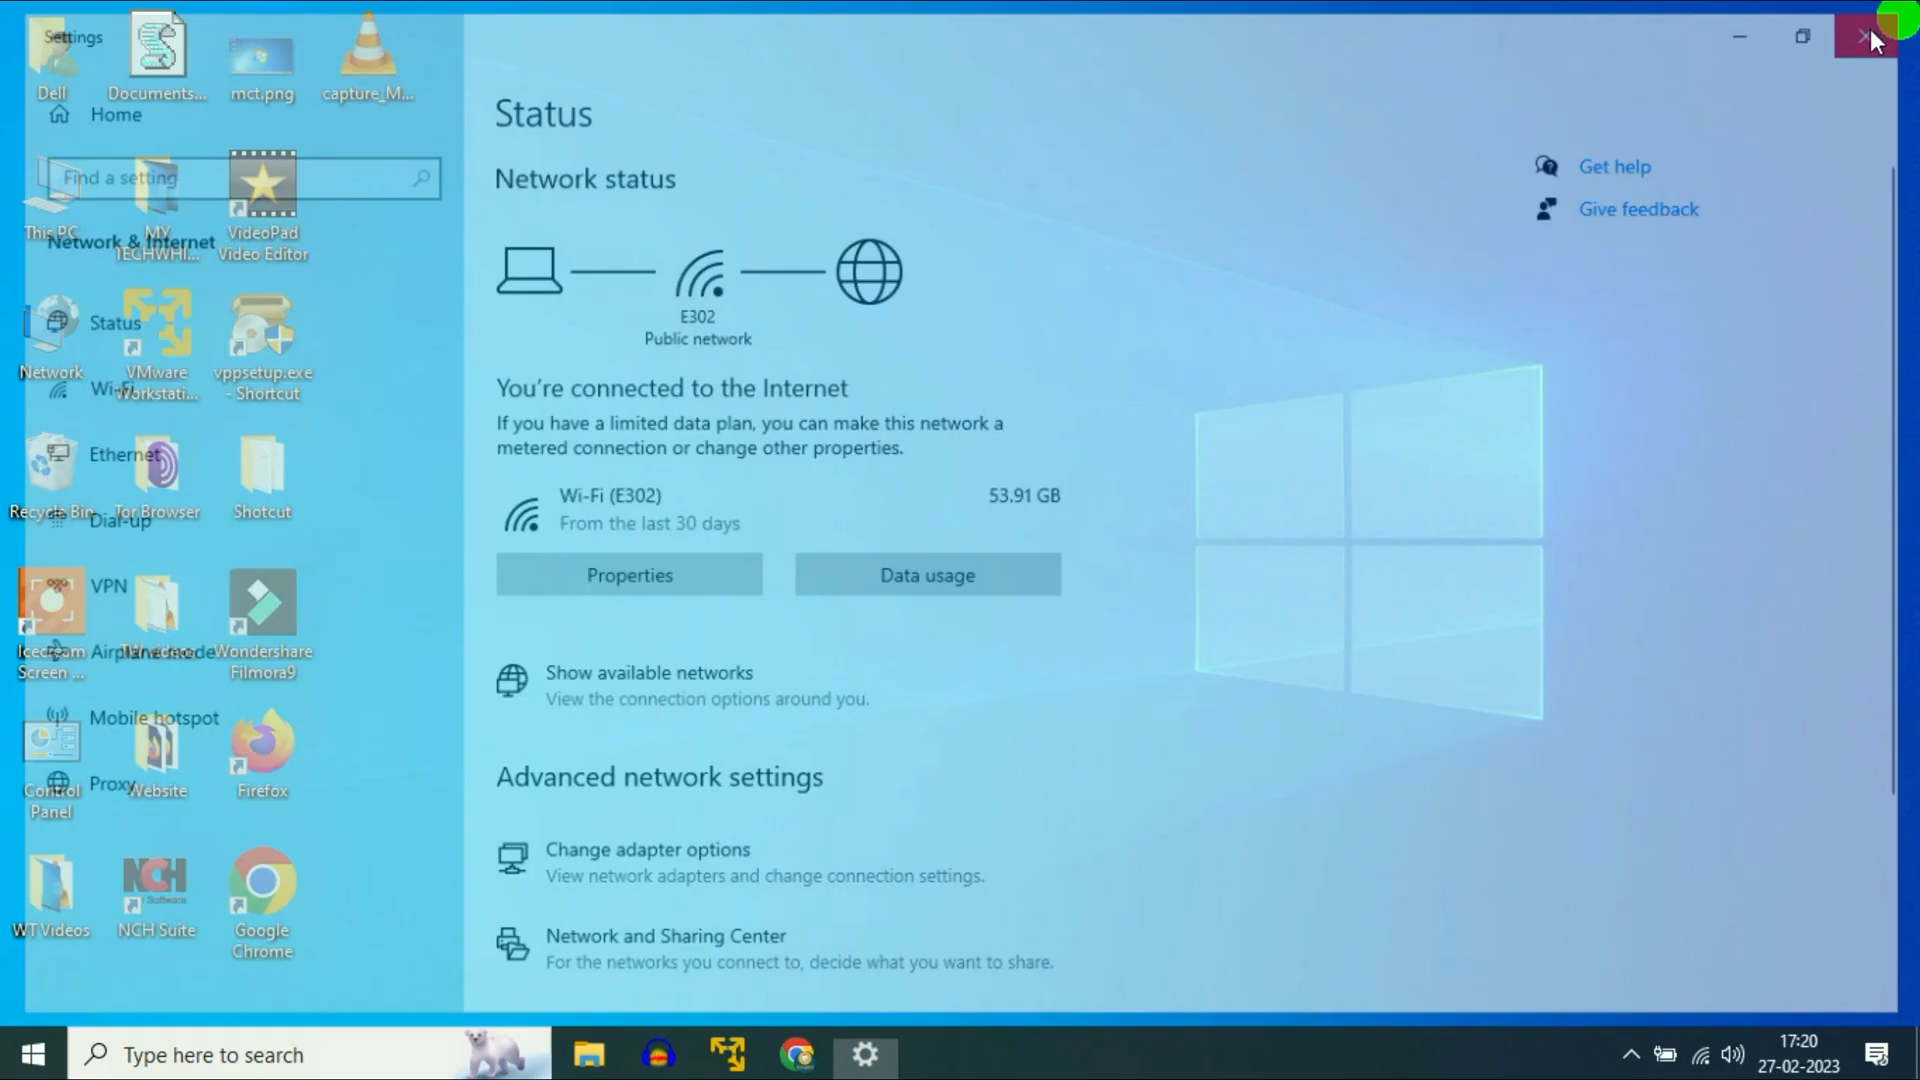 Settings
Home
Find a setting
Network & Internet
Status
Wi-Fi
Ethernet
Dial-up
VPN
Airplane mode
Mobile hotspot
Proxy
Dell
Documents...
mct.png
capture_M...
This PC
MY
TECHWHI...
VideoPad
Video Editor
Network
VMware
Workstati...
vppsetup.exe
- Shortcut
Recycle Bin
Tor Browser
Shotcut
Icecream
Screen ...
Wondershare
Filmora9
Control
Panel
Website
Firefox
WT Videos
NCH
Software
NCH Suite
Google
Chrome
Status
Network status
E302
Public network
You're connected to the Internet
If you have a limited data plan, you can make this network a
metered connection or change other properties.
Wi-Fi (E302)
53.91 GB
From the last 30 days
Properties
Data usage
Show available networks
View the connection options around you.
Advanced network settings
Change adapter options
View network adapters and change connection settings.
Network and Sharing Center
For the networks you connect to, decide what you want to share.
Get help
Give feedback
Type here to search
17:20
27-02-2023